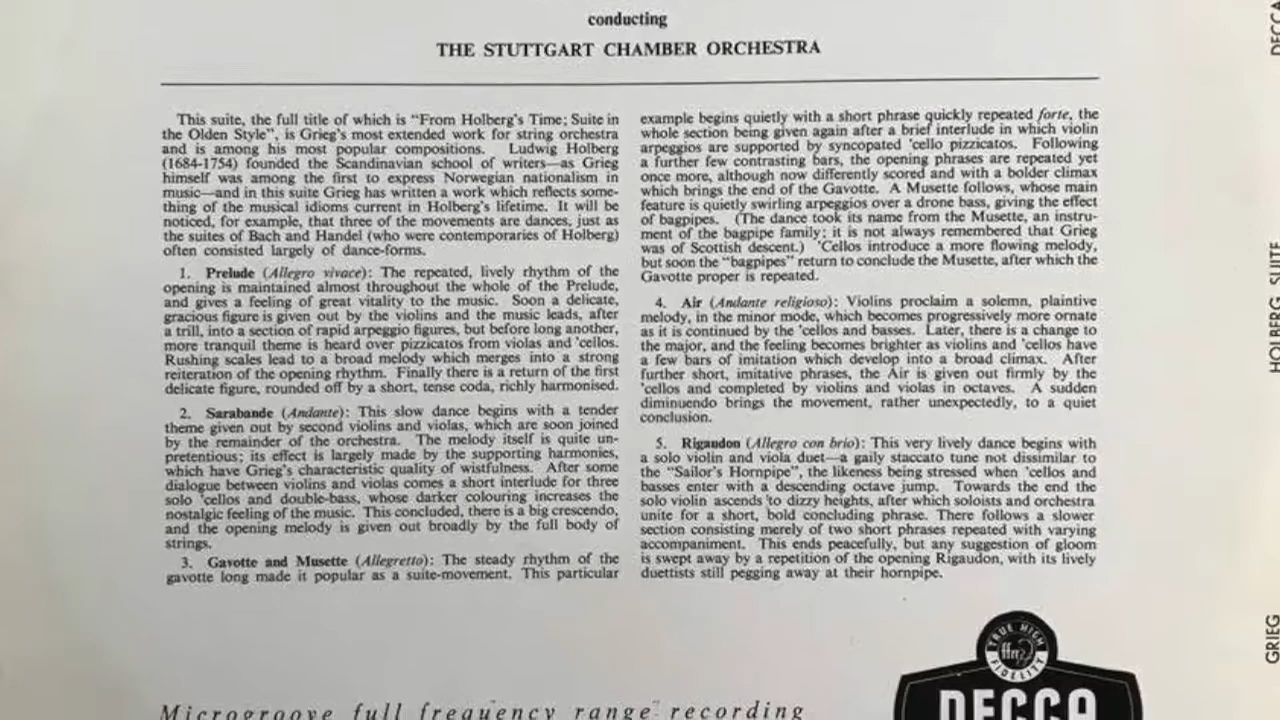 conducting
THE STUTTGART CHAMBER ORCHESTRA
This suite, the full title of which is “From Holberg’s Time; Suite in
the Olden Style”, is Grieg’s most extended work for string orchestra
and is among his most popular compositions. Ludwig Holberg
(1684-1754) founded the Scandinavian school of writers—as Grieg
himself was among the first to express Norwegian nationalism in
music—and in this suite Grieg has written a work which reflects some-
thing of the musical idioms current in Holberg’s lifetime. It will be
noticed, for example, that three of the movements are dances, just as
the suites of Bach and Handel (who were contemporaries of Holberg)
often consisted largely of dance-forms.
1. Prelude (Allegro vivace): The repeated, lively rhythm of the
opening is maintained almost throughout the whole of the Prelude,
and gives a feeling of great vitality to the music. Soon a delicate,
gracious figure is given out by the violins and the music leads, after
a trill, into a section of rapid arpeggio figures, but before long another,
more tranquil theme is heard over pizzicatos from violas and ’cellos.
Rushing scales lead to a broad melody which merges into a strong
reiteration of the opening rhythm. Finally there is a return of the first
delicate figure, rounded off by a short, tense coda, richly harmonised.
2. Sarabande (Andante): This slow dance begins with a tender
theme given out by second violins and violas, which are soon joined
by the remainder of the orchestra. The melody itself is quite un-
pretentious; its effect is largely made by the supporting harmonies,
which have Grieg’s characteristic quality of wistfulness. After some
dialogue between violins and violas comes a short interlude for three
solo ’cellos and double-bass, whose darker colouring increases the
nostalgic feeling of the music. This concluded, there is a big crescendo,
and the opening melody is given out broadly by the full body of
strings.
3. Gavotte and Musette (Allegretto): The steady rhythm of the
gavotte long made it popular as a suite-movement. This particular
example begins quietly with a short phrase quickly repeated forte, the
whole section being given again after a brief interlude in which violin
arpeggios are supported by syncopated ’cello pizzicatos. Following
a further few contrasting bars, the opening phrases are repeated yet
once more, although now differently scored and with a bolder climax
which brings the end of the Gavotte. A Musette follows, whose main
feature is quietly swirling arpeggios over a drone bass, giving the effect
of bagpipes. (The dance took its name from the Musette, an instru-
ment of the bagpipe family; it is not always remembered that Grieg
was of Scottish descent.) ’Cellos introduce a more flowing melody,
but soon the “bagpipes” return to conclude the Musette, after which the
Gavotte proper is repeated.
4. Air (Andante religioso): Violins proclaim a solemn, plaintive
melody, in the minor mode, which becomes progressively more ornate
as it is continued by the ’cellos and basses. Later, there is a change to
the major, and the feeling becomes brighter as violins and ’cellos have
a few bars of imitation which develop into a broad climax. After
further short, imitative phrases, the Air is given out firmly by the
’cellos and completed by violins and violas in octaves. A sudden
diminuendo brings the movement, rather unexpectedly, to a quiet
conclusion.
5. Rigaudon (Allegro con brio): This very lively dance begins with
a solo violin and viola duet—a gaily staccato tune not dissimilar to
the “Sailor’s Hornpipe”, the likeness being stressed when ’cellos and
basses enter with a descending octave jump. Towards the end the
solo violin ascends to dizzy heights, after which soloists and orchestra
unite for a short, bold concluding phrase. There follows a slower
section consisting merely of two short phrases repeated with varying
accompaniment. This ends peacefully, but any suggestion of gloom
is swept away by a repetition of the opening Rigaudon, with its lively
duettists still pegging away at their hornpipe.
Microgroove full frequency range recording
TRUE HIGH
ffrr
FIDELITY
DECCA
DECCA
HOLBERG SUITE
GRIEG